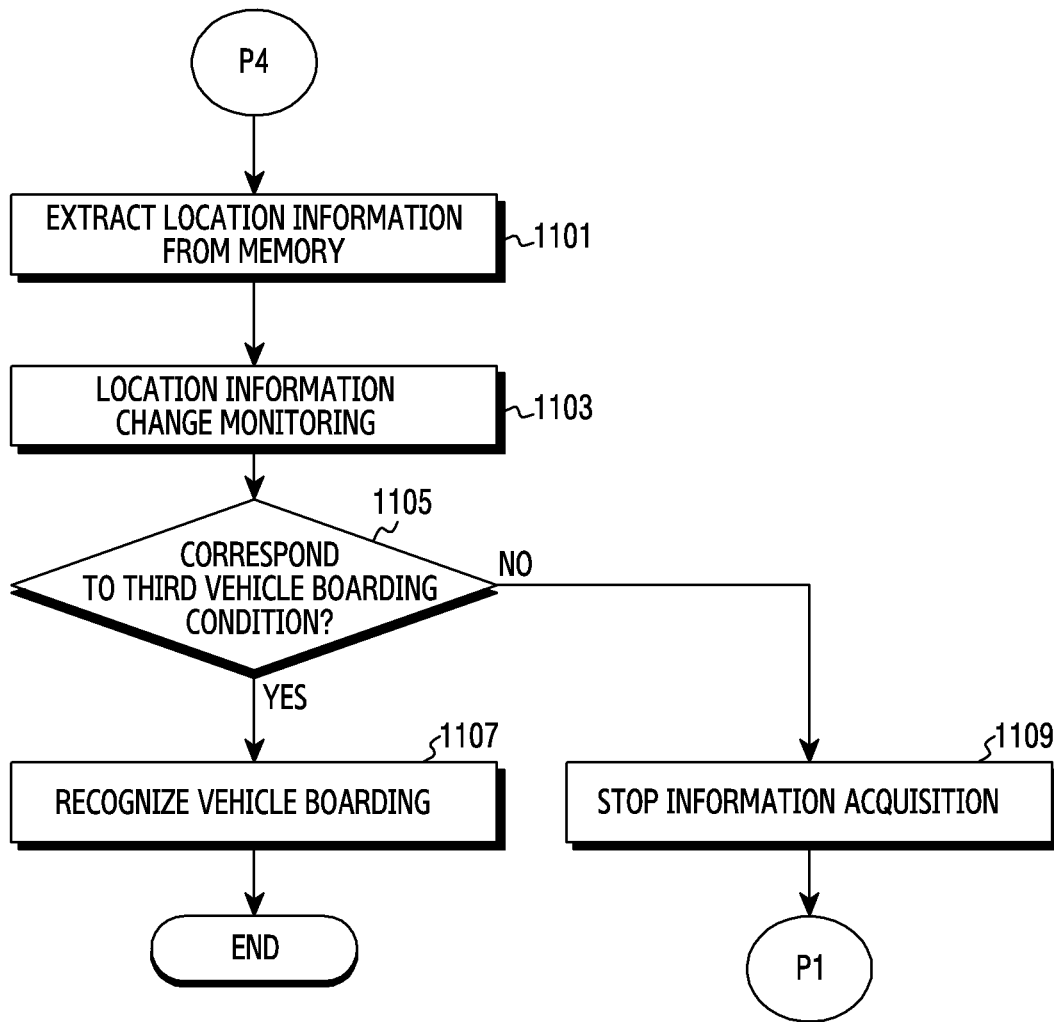 P4
EXTRACT LOCATION INFORMATION
FROM MEMORY
1101
LOCATION INFORMATION
CHANGE MONITORING
1103
1105
CORRESPOND
TO THIRD VEHICLE BOARDING
CONDITION?
NO
YES
1107
RECOGNIZE VEHICLE BOARDING
1109
STOP INFORMATION ACQUISITION
END
P1